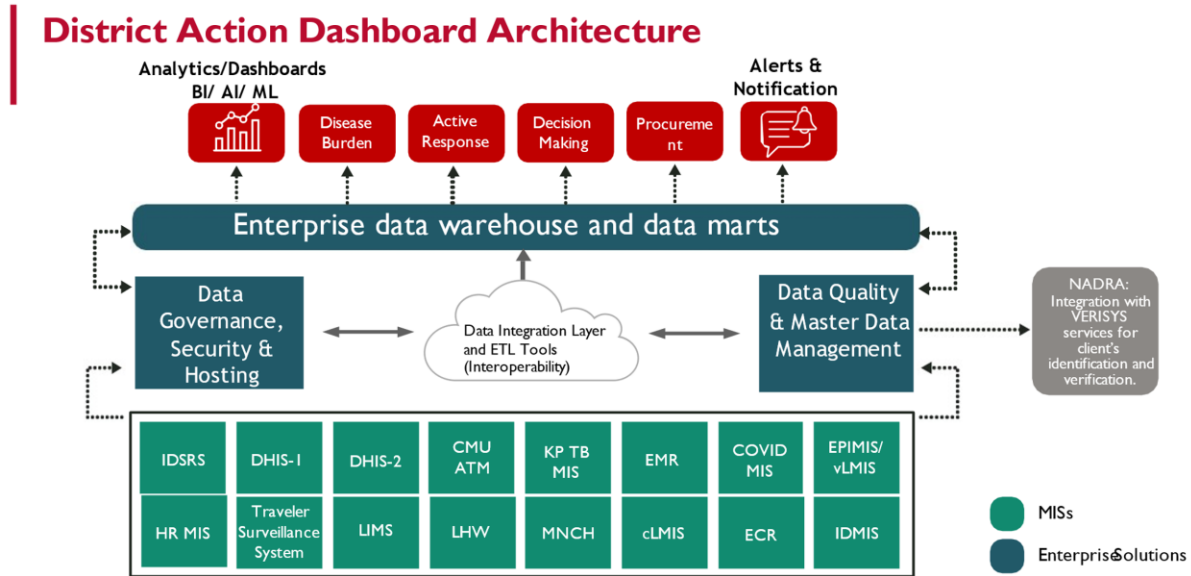 District Action Dashboard Architecture
Analytics/Dashboards
BI/ AI/ ML
Alerts &
Notification
Disease
Burden
Active
Response
Decision
Making
Procureme
nt
Enterprise data warehouse and data marts
Data
Governance,
Security &
Hosting
Data Integration Layer
and ETL Tools
(Interoperability)
Data Quality
& Master Data
Management
NADRA:
Integration with
VERISYS
services for
client's
identification and
verification.
IDSRS
DHIS-1
DHIS-2
CMU
ATM
KP TB
MIS
EMR
COVID
MIS
EPIMIS/
vLMIS
HR MIS
Traveler
Surveillance
System
LIMS
LHW
MNCH
cLMIS
ECR
IDMIS
MISs
EnterpriseSolutions